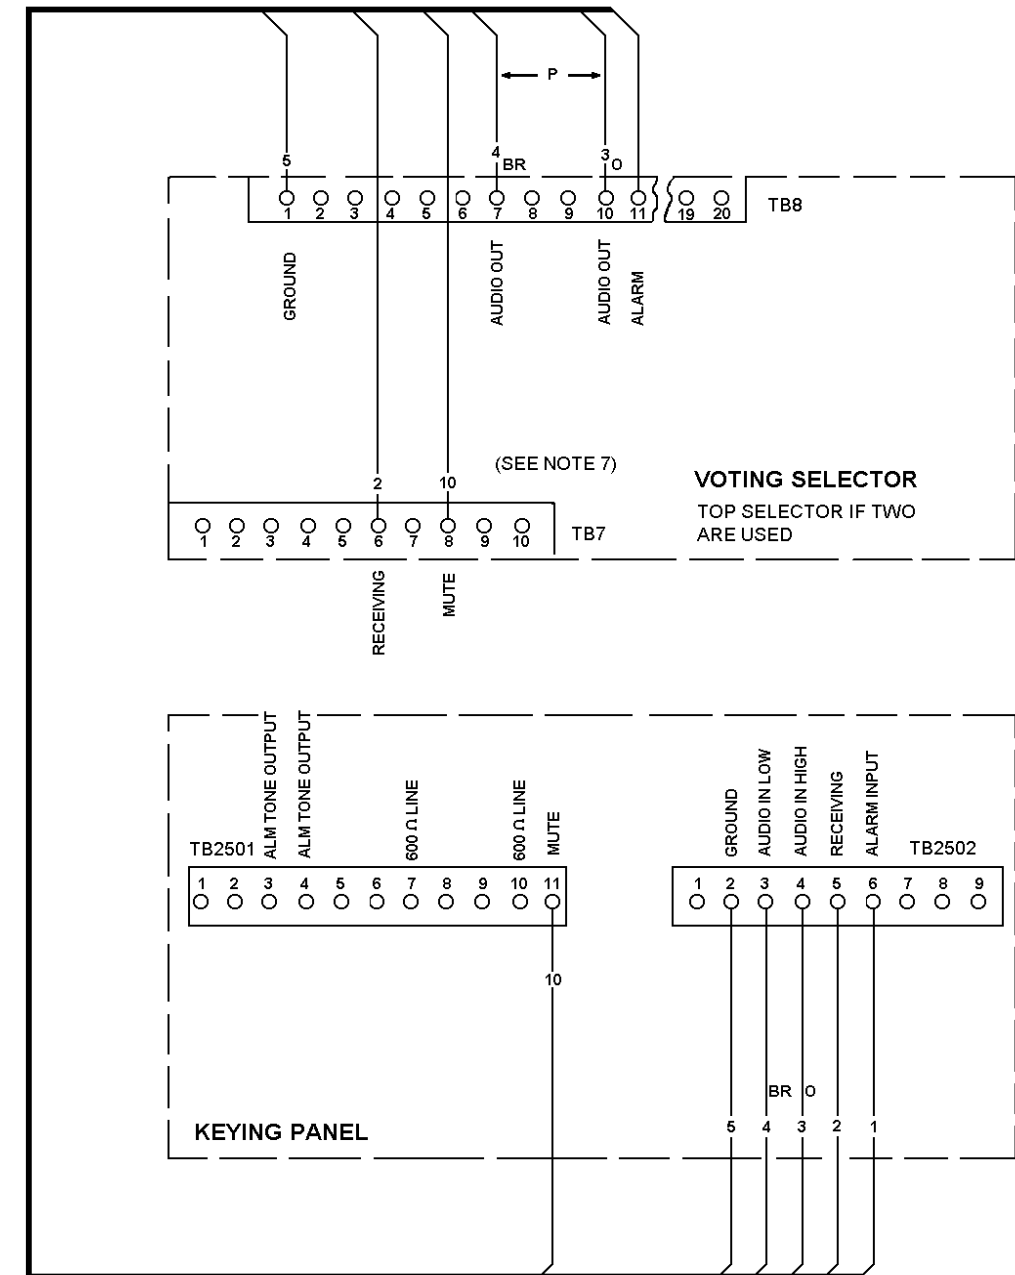 P
5
4
BR
3
O
1 2 3 4 5 6 7 8 9 10 11 19 20
TB8
GROUND
AUDIO OUT
AUDIO OUT
ALARM
(SEE NOTE 7)
VOTING SELECTOR
TOP SELECTOR IF TWO
ARE USED
2
10
1 2 3 4 5 6 7 8 9 10
TB7
RECEIVING
MUTE
ALM TONE OUTPUT
ALM TONE OUTPUT
600 Ω LINE
600 Ω LINE
MUTE
TB2501
1 2 3 4 5 6 7 8 9 10 11
GROUND
AUDIO IN LOW
AUDIO IN HIGH
RECEIVING
ALARM INPUT
TB2502
1 2 3 4 5 6 7 8 9
10
BR O
5 4 3 2 1
KEYING PANEL